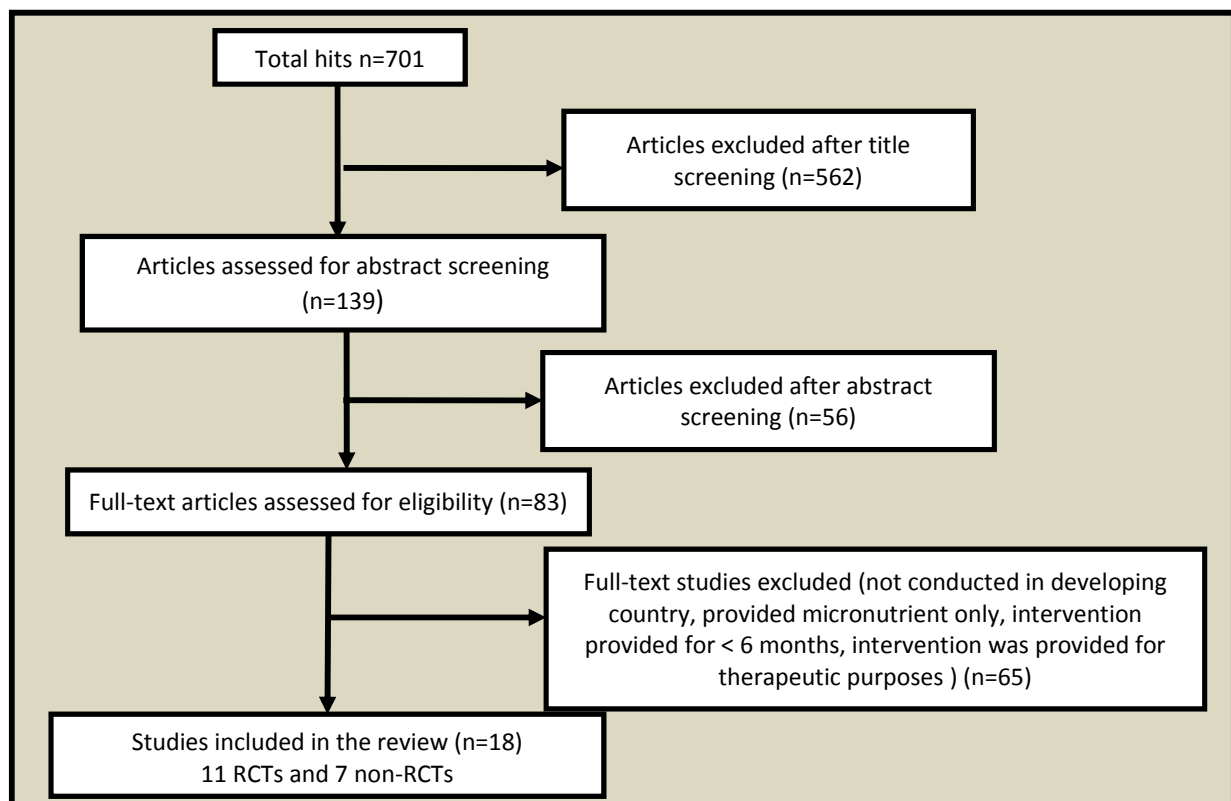 Total hits n=701
Articles excluded after title
screening (n=562)
Articles assessed for abstract screening
(n=139)
Articles excluded after abstract
screening (n=56)
Full-text articles assessed for eligibility (n=83)
Full-text studies excluded (not conducted in developing
country, provided micronutrient only, intervention
provided for < 6 months, intervention was provided for
therapeutic purposes ) (n=65)
Studies included in the review (n=18)
11 RCTs and 7 non-RCTs